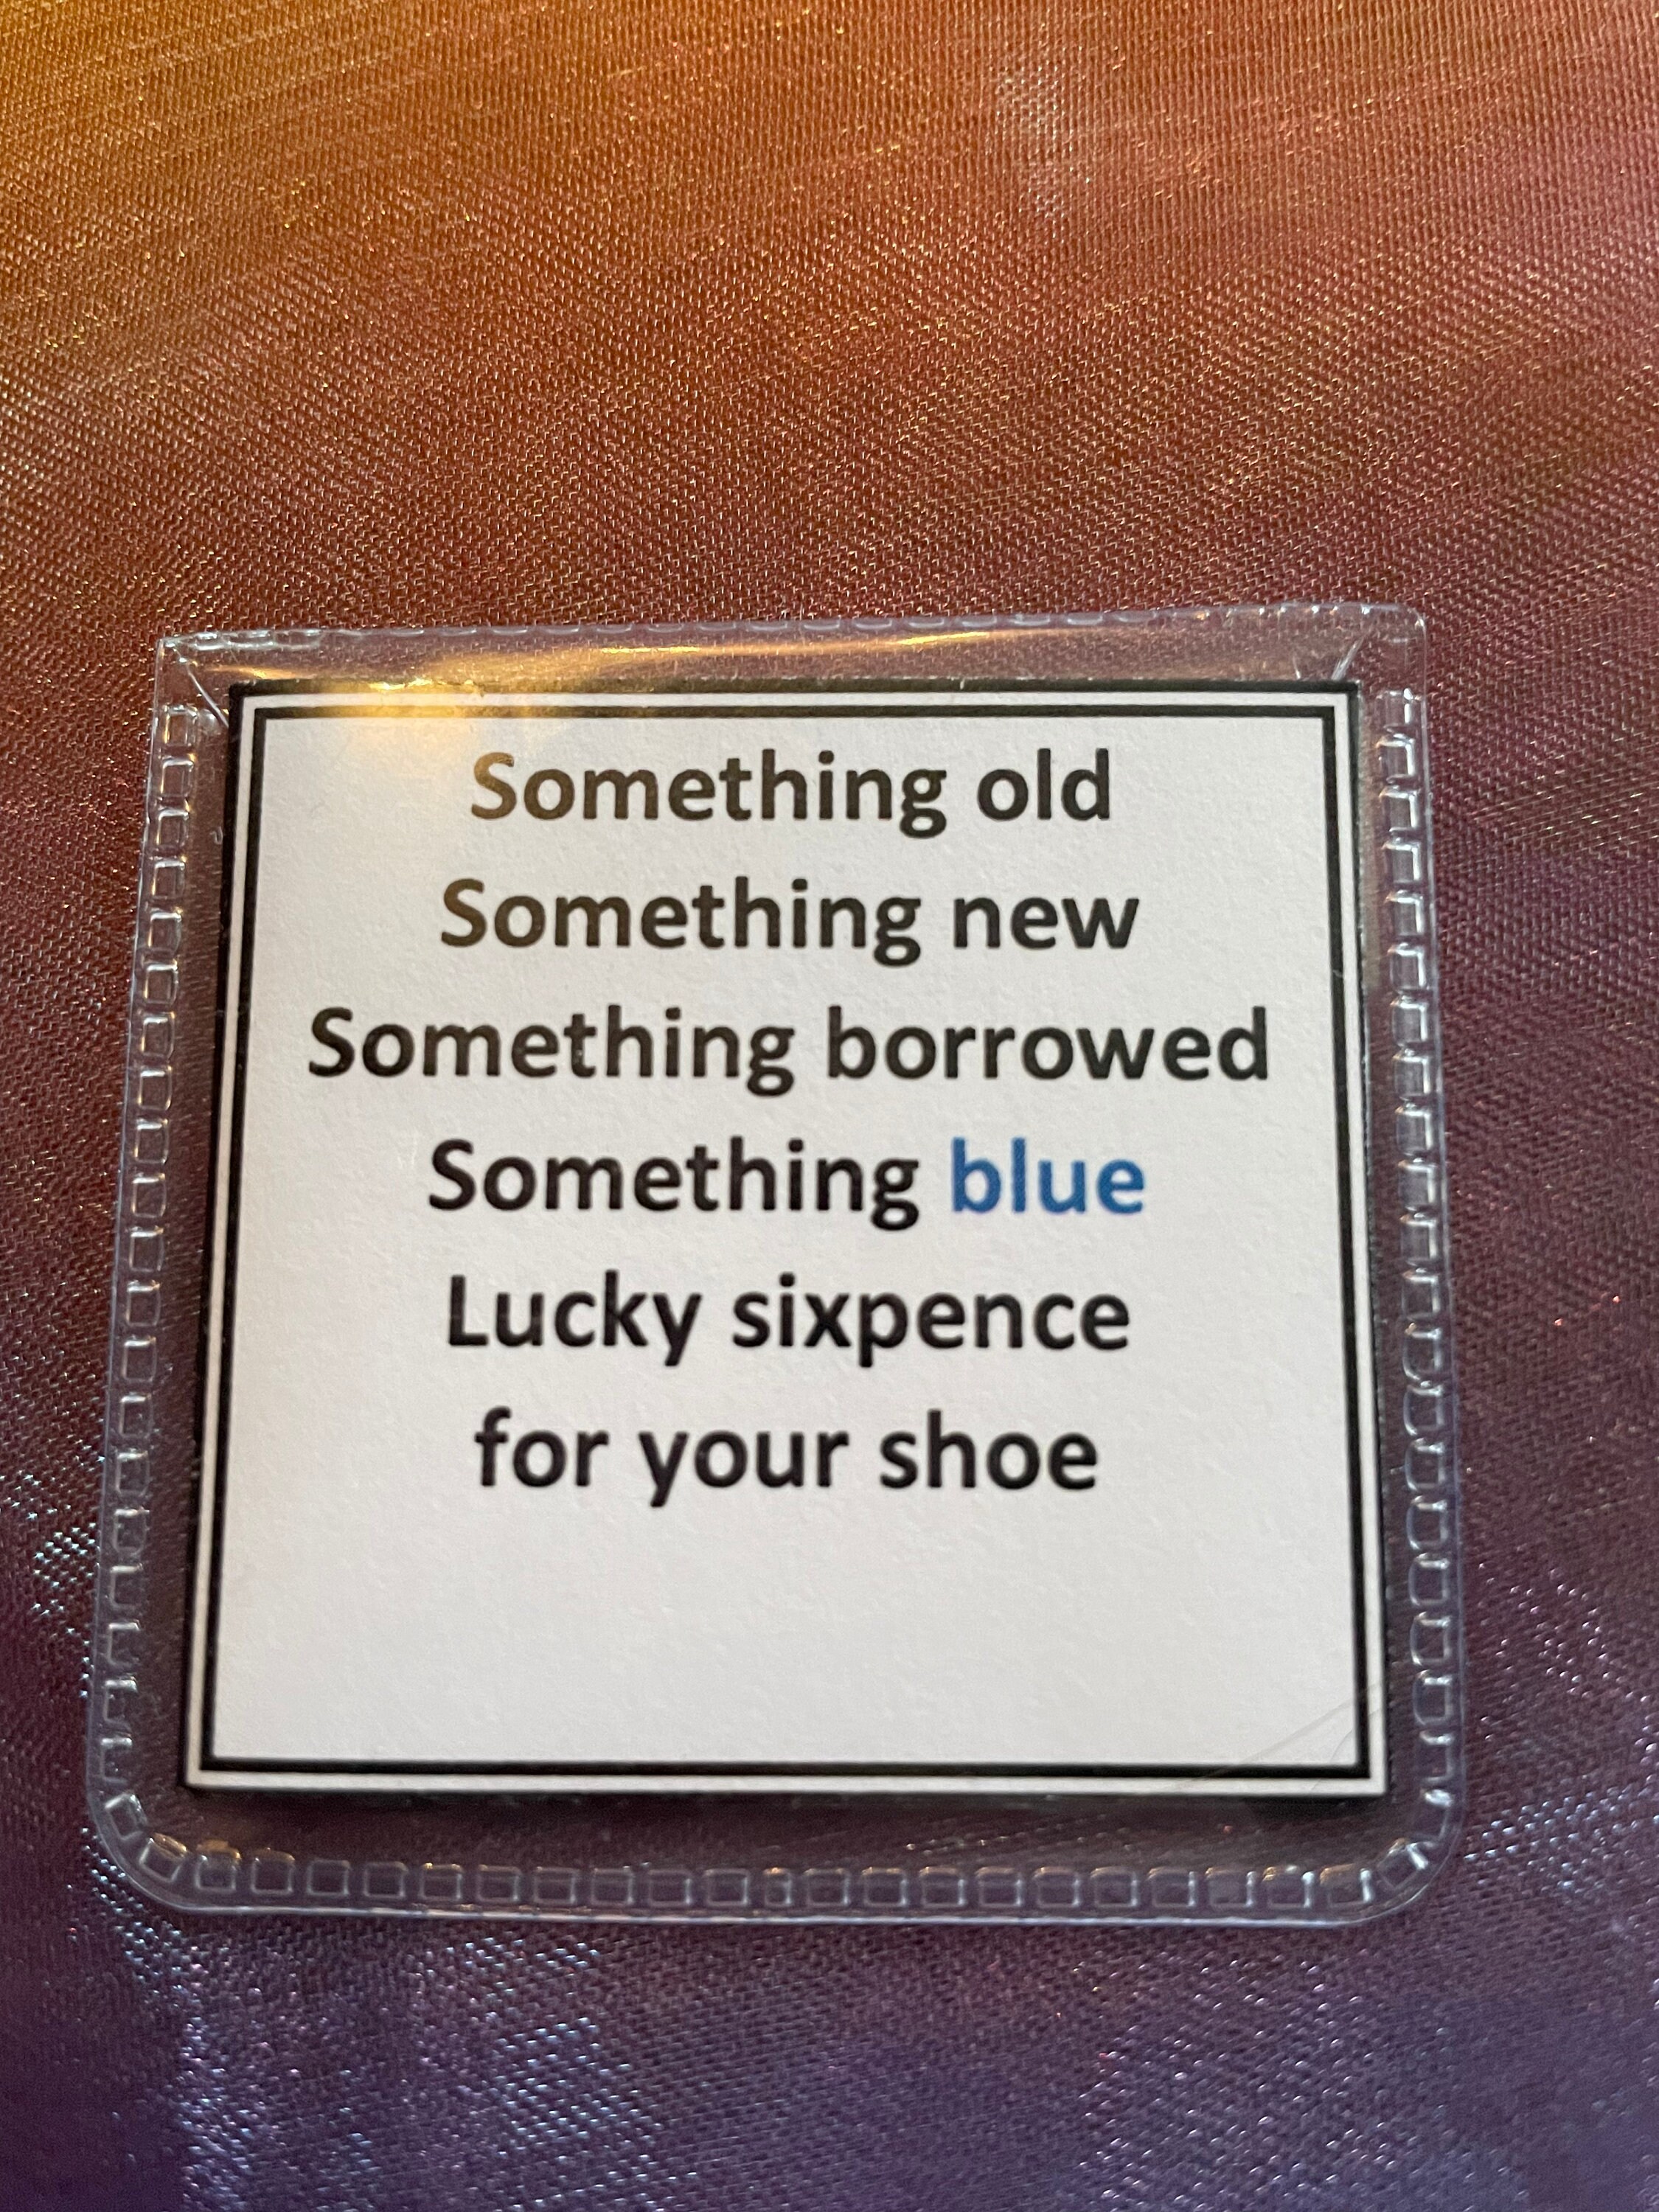 Something old
Something new
Something borrowed
Something blue
Lucky sixpence
for your shoe